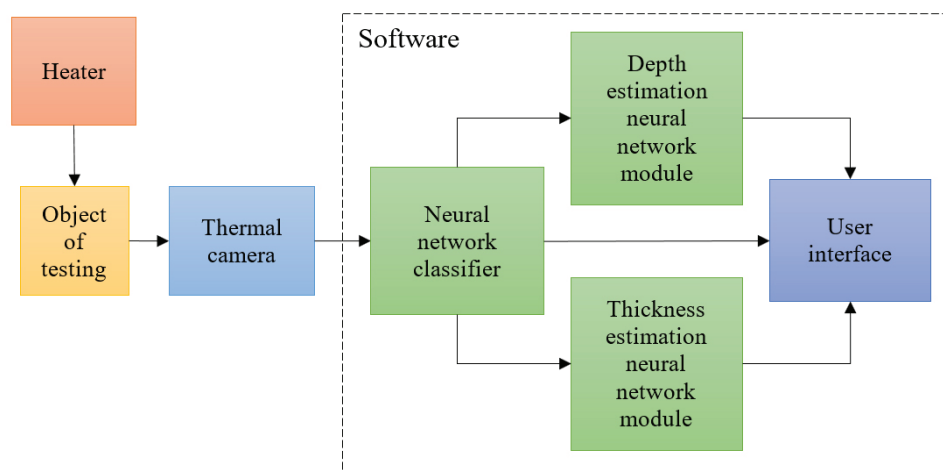 Heater
Software
Depth
estimation
neural
network
module
Object
of
testing
Thermal
camera
Neural
network
classifier
User
interface
Thickness
estimation
neural
network
module